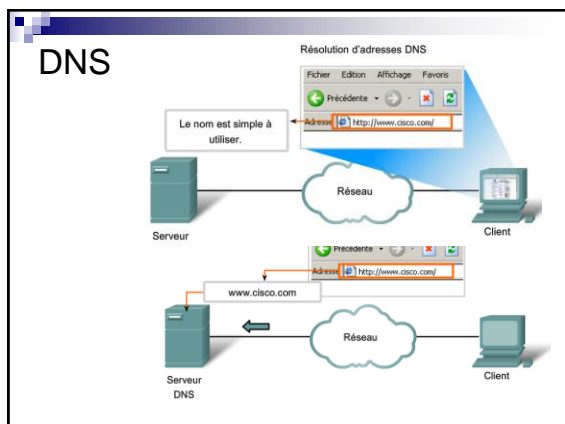 DNS
Résolution d'adresses DNS
Fichier Edition Affichage Favoris
Précédente
Adresse http://www.cisco.com/
Le nom est simple à
utiliser.
Réseau
Serveur
Client
Précédente
Adresse http://www.cisco.com/
www.cisco.com
Réseau
Serveur
DNS
Client